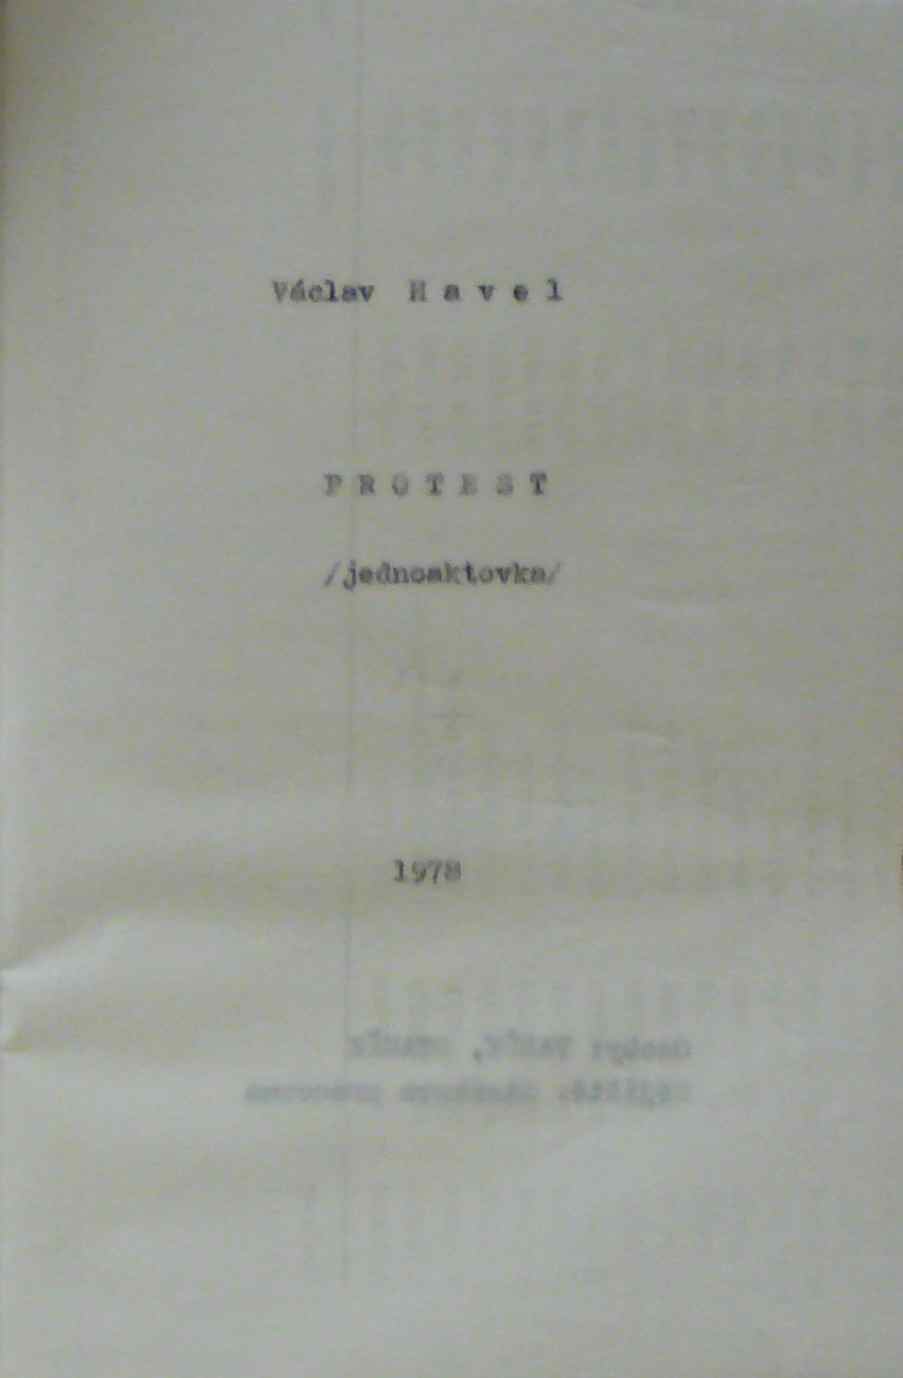 Václav H a v e l
P R O T E S T
/jednoaktovka/
1978